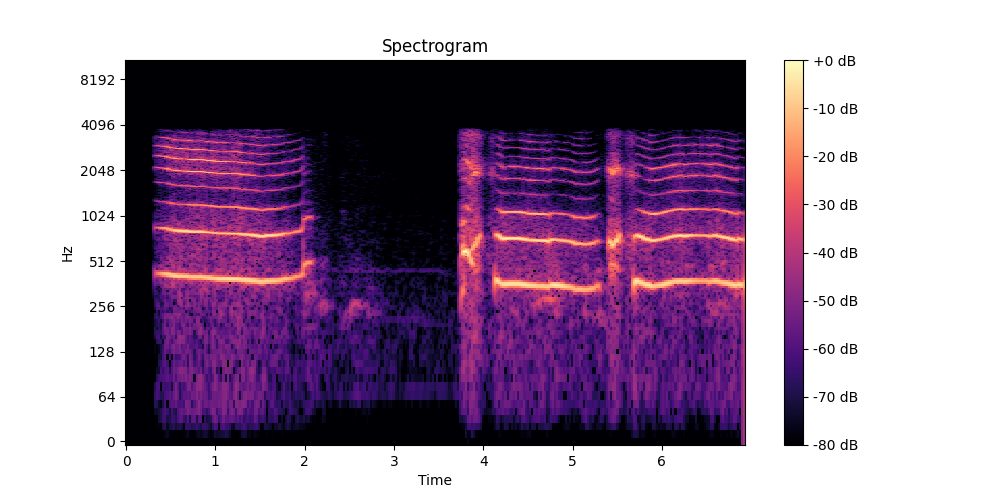 Spectrogram
Hz
8192
4096
2048
1024
512
256
128
64
0
0 1 2 3 4 5 6
Time
+0 dB
-10 dB
-20 dB
-30 dB
-40 dB
-50 dB
-60 dB
-70 dB
-80 dB